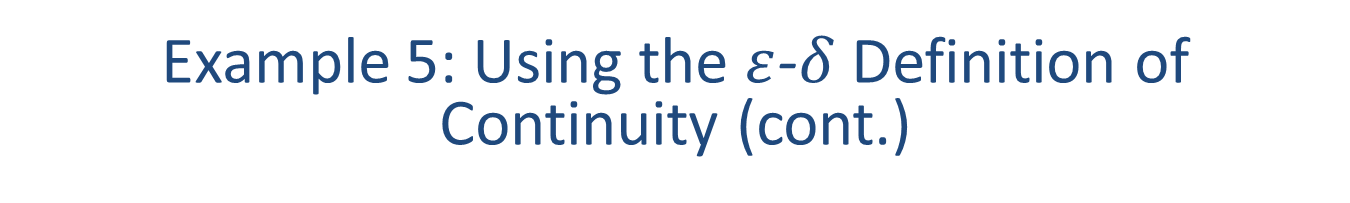 Example 5: Using the ε-δ Definition of
Continuity (cont.)